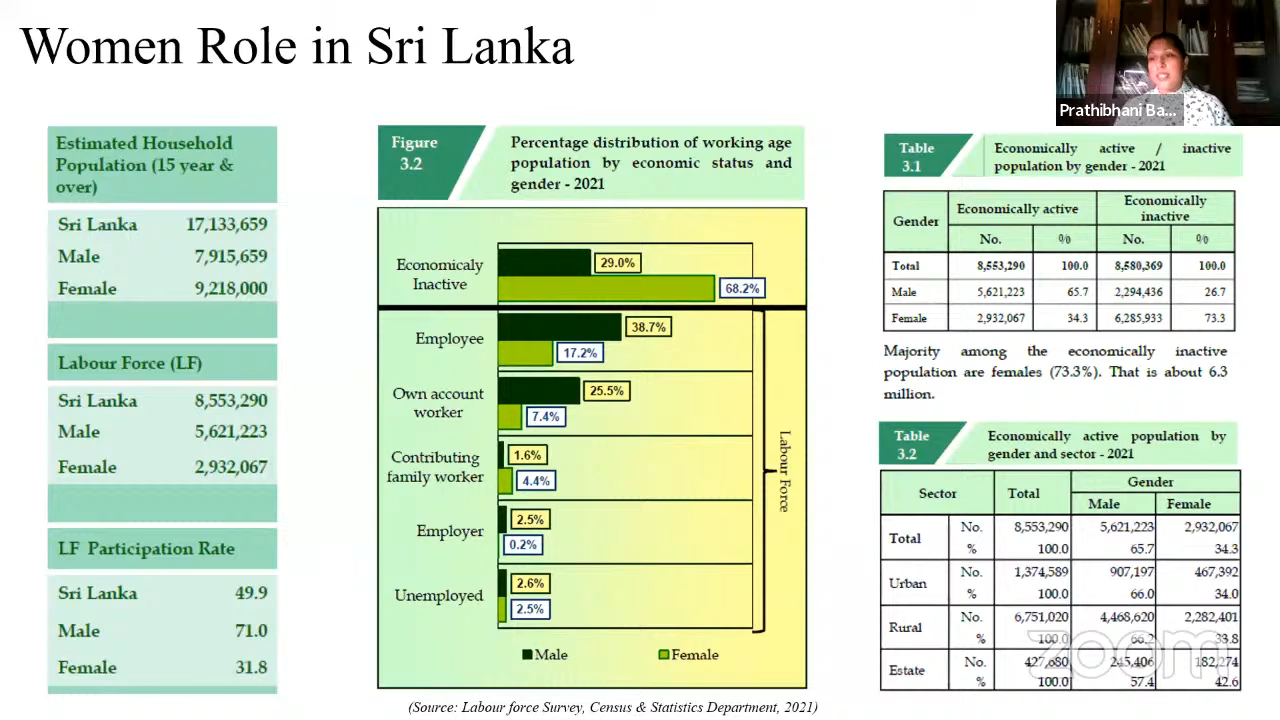 Women Role in Sri Lanka
Prathibhani Ba...
Estimated Household
Population (15 year &
over)
Sri Lanka 17,133,659
Male 7,915,659
Female 9,218,000
Labour Force (LF)
Sri Lanka 8,553,290
Male 5,621,223
Female 2,932,067
LF Participation Rate
Sri Lanka 49.9
Male 71.0
Female 31.8
Figure
3.2
Percentage distribution of working age
population by economic status and
gender - 2021
Economicaly
Inactive
29.0%
68.2%
Employee
38.7%
17.2%
Own account
worker
25.5%
7.4%
Contributing
family worker
1.6%
4.4%
Employer
2.5%
0.2%
Unemployed
2.6%
2.5%
Labour Force
Male Female
(Source: Labour force Survey, Census & Statistics Department, 2021)
Table
3.1
Economically active / inactive
population by gender - 2021
Gender Economically active Economically
inactive
No. % No. %
Total 8,553,290 100.0 8,580,369 100.0
Male 5,621,223 65.7 2,294,436 26.7
Female 2,932,067 34.3 6,285,933 73.3
Majority among the economically inactive
population are females (73.3%). That is about 6.3
million.
Table
3.2
Economically active population by
gender and sector - 2021
Sector Total Gender
Male Female
Total No. 8,553,290 5,621,223 2,932,067
% 100.0 65.7 34.3
Urban No. 1,374,589 907,197 467,392
% 100.0 66.0 34.0
Rural No. 6,751,020 4,468,620 2,282,401
% 100.0 66.2 33.8
Estate No. 427,680 245,406 182,274
% 100.0 57.4 42.6
zoom